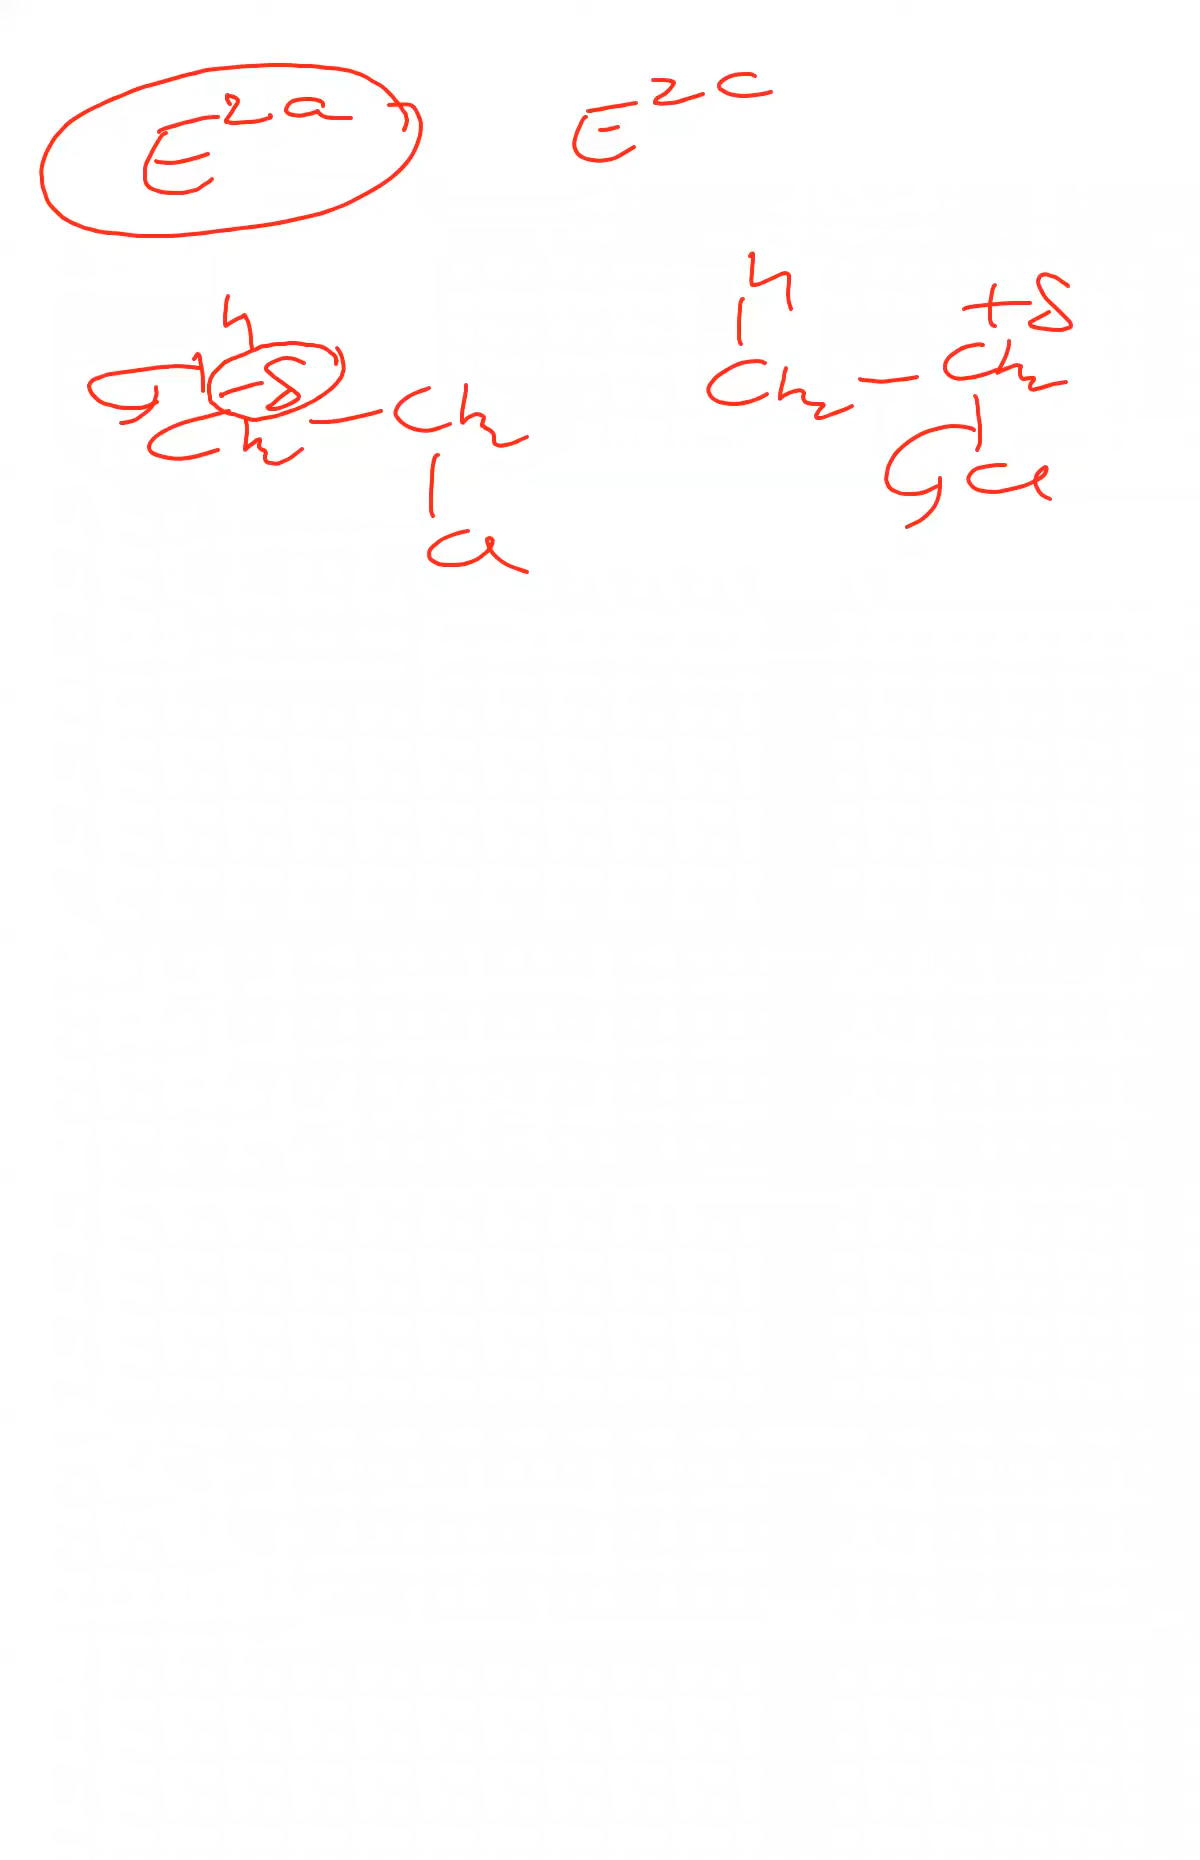 E2a E2c
H H +δ
-δ CH2 — CH2 CH2 — CH2
Cl Cl